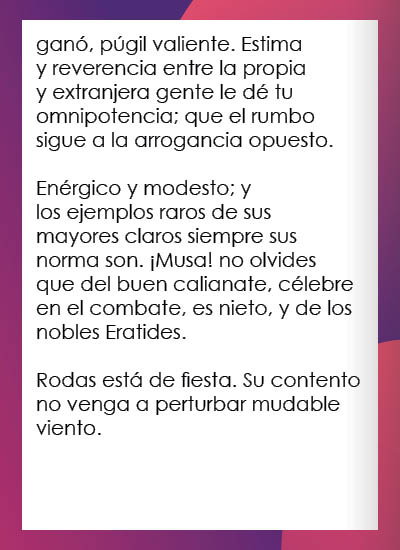 ganó, púgil valiente. Estima
y reverencia entre la propia
y extranjera gente le dé tu
omnipotencia; que el rumbo
sigue a la arrogancia opuesto.

Enérgico y modesto; y
los ejemplos raros de sus
mayores claros siempre sus
norma son. ¡Musa! no olvides
que del buen calianate, célebre
en el combate, es nieto, y de los
nobles Eratides.

Rodas está de fiesta. Su contento
no venga a perturbar mudable
viento.